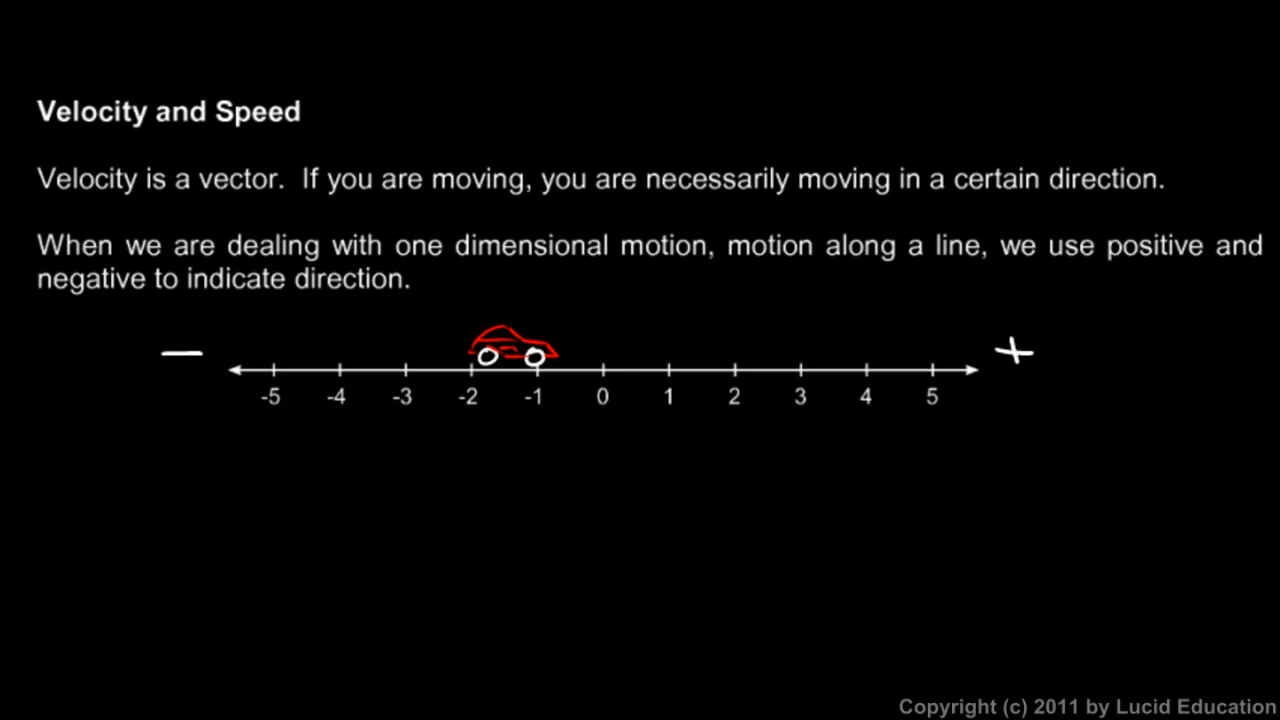 Velocity and Speed
Velocity is a vector. If you are moving, you are necessarily moving in a certain direction.
When we are dealing with one dimensional motion, motion along a line, we use positive and
negative to indicate direction.
− +
-5 -4 -3 -2 -1 0 1 2 3 4 5
Copyright (c) 2011 by Lucid Education